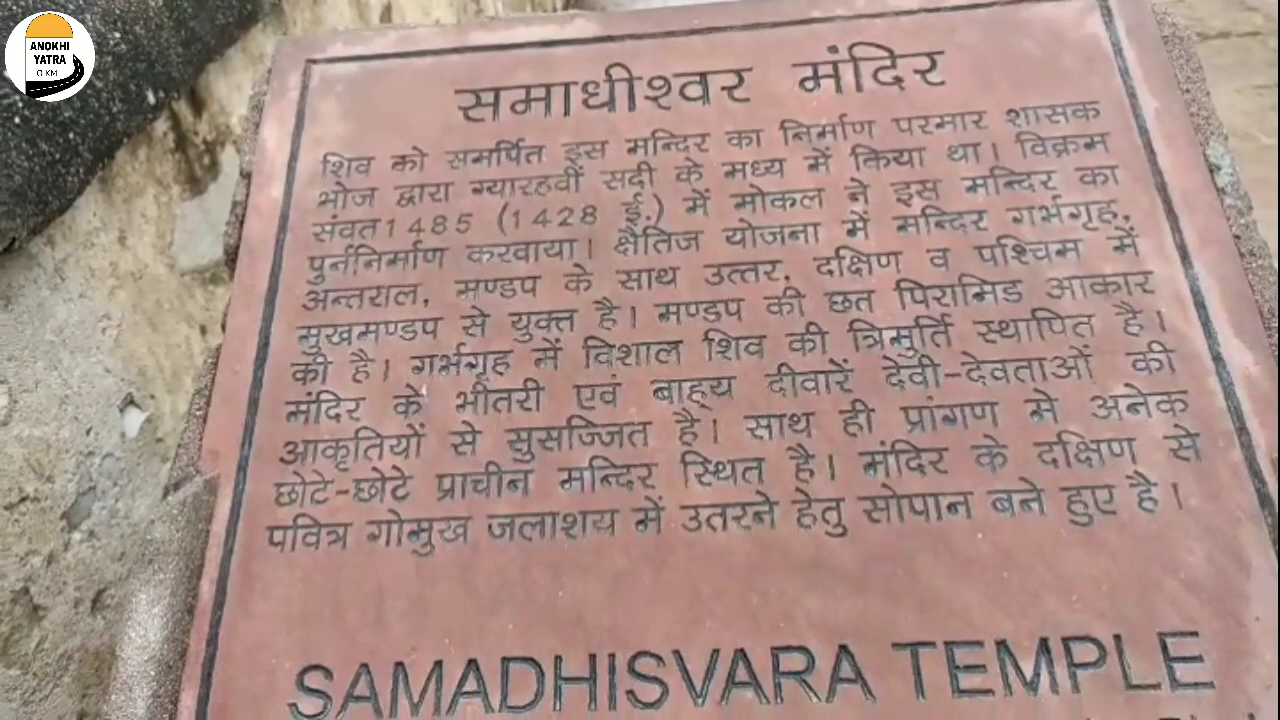 ANOKHI
YATRA
0 KM
समाधीश्वर मंदिर
शिव को समर्पित इस मन्दिर का निर्माण परमार शासक
भोज द्वारा ग्यारहवीं सदी के मध्य में किया था। विक्रम
संवत1485 (1428 ई.) में मोकल ने इस मन्दिर का
पुर्ननिर्माण करवाया। क्षैतिज योजना में मन्दिर गर्भगृह,
अन्तराल, मण्डप के साथ उत्तर, दक्षिण व पश्चिम में
मुखमण्डप से युक्त है। मण्डप की छत पिरामिड आकार
की है। गर्भगृह में विशाल शिव की त्रिमुर्ति स्थापित है।
मंदिर के भीतरी एवं बाह्य दीवारें देवी-देवताओं की
आकृतियों से सुसज्जित है। साथ ही प्रांगण मे अनेक
छोटे-छोटे प्राचीन मन्दिर स्थित है। मंदिर के दक्षिण से
पवित्र गोमुख जलाशय में उतरने हेतु सोपान बने हुए है।
SAMADHISVARA TEMPLE